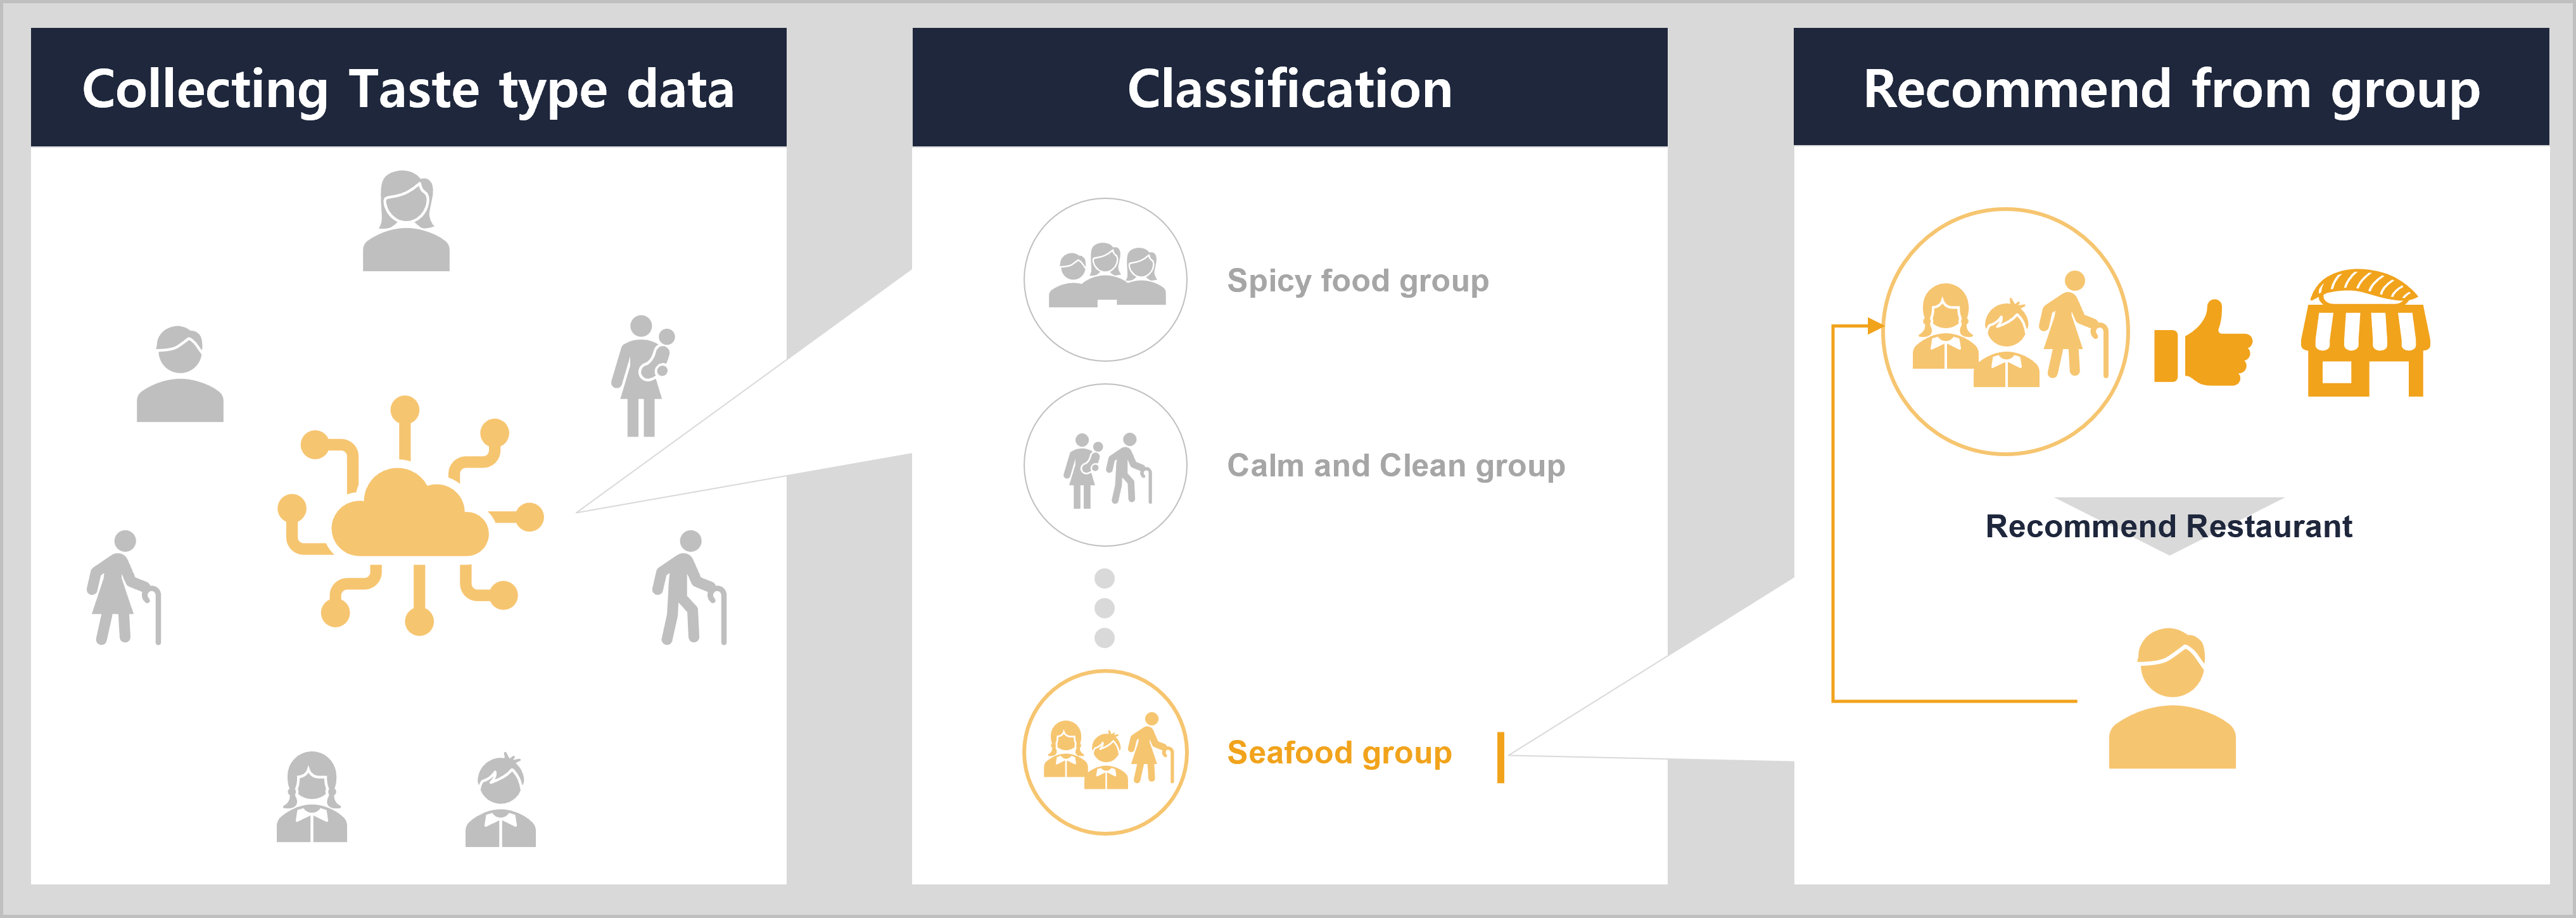 Collecting Taste type data
Classification
Spicy food group
Calm and Clean group
Seafood group
Recommend from group
Recommend Restaurant